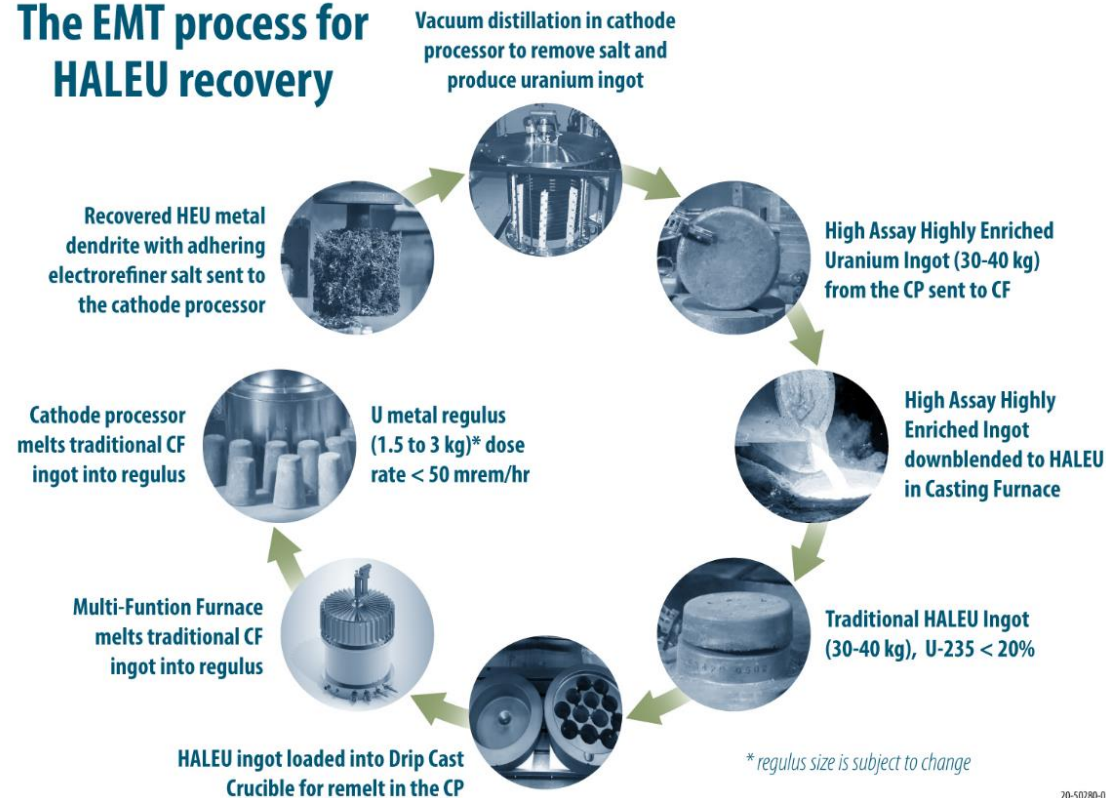 The EMT process for
HALEU recovery
Vacuum distillation in cathode
processor to remove salt and
produce uranium ingot
High Assay Highly Enriched
Uranium Ingot (30-40 kg)
from the CP sent to CF
High Assay Highly
Enriched Ingot
downblended to HALEU
in Casting Furnace
Traditional HALEU Ingot
(30-40 kg), U-235 < 20%
HALEU ingot loaded into Drip Cast
Crucible for remelt in the CP
Multi-Funtion Furnace
melts traditional CF
ingot into regulus
Cathode processor
melts traditional CF
ingot into regulus
U metal regulus
(1.5 to 3 kg)* dose
rate < 50 mrem/hr
Recovered HEU metal
dendrite with adhering
electrorefiner salt sent to
the cathode processor
* regulus size is subject to change